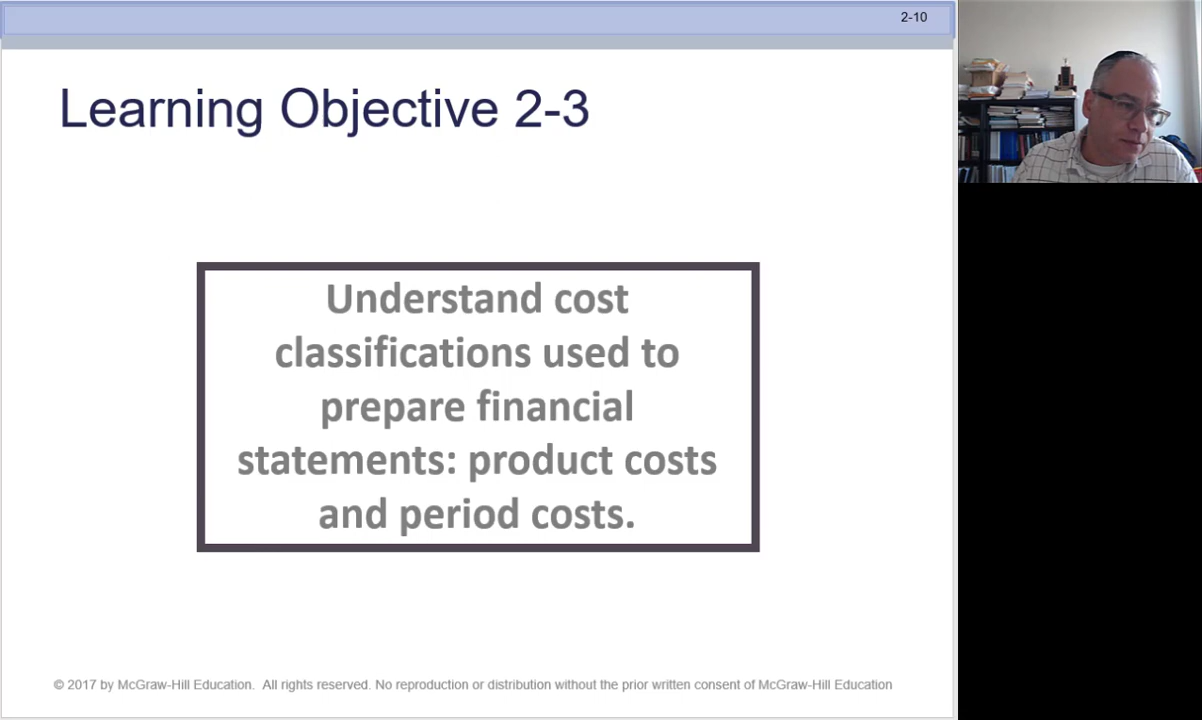 2-10
Learning Objective 2-3
Understand cost
classifications used to
prepare financial
statements: product costs
and period costs.
© 2017 by McGraw-Hill Education. All rights reserved. No reproduction or distribution without the prior written consent of McGraw-Hill Education